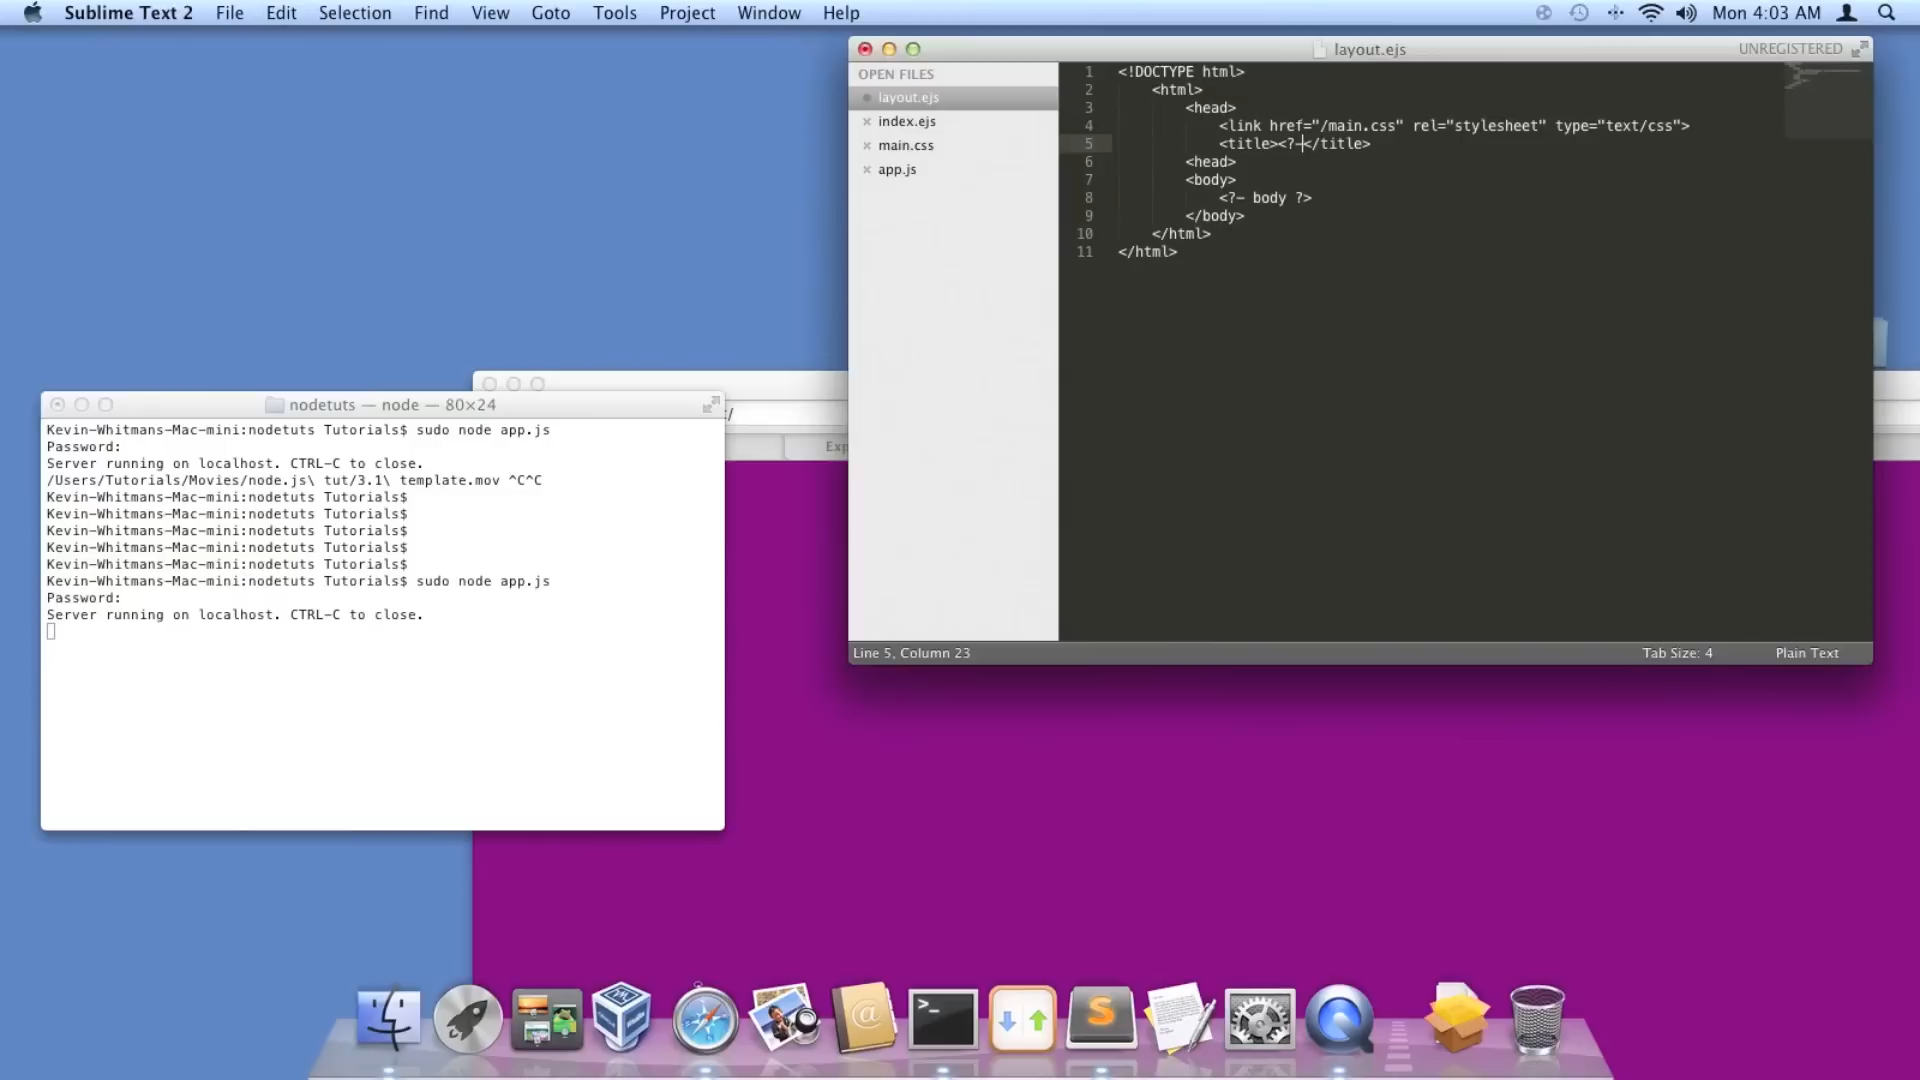 Sublime Text 2 File Edit Selection Find View Goto Tools Project Window Help Mon 4:03 AM
layout.ejs UNREGISTERED
OPEN FILES
layout.ejs
index.ejs
main.css
app.js
1 <!DOCTYPE html>
2 <html>
3 <head>
4 <link href="/main.css" rel="stylesheet" type="text/css">
5 <title><?-</title>
6 <head>
7 <body>
8 <?- body ?>
9 </body>
10 </html>
11 </html>
Line 5, Column 23 Tab Size: 4 Plain Text
/
Exp
nodetuts — node — 80×24
Kevin-Whitmans-Mac-mini:nodetuts Tutorials$ sudo node app.js
Password:
Server running on localhost. CTRL-C to close.
/Users/Tutorials/Movies/node.js\ tut/3.1\ template.mov ^C^C
Kevin-Whitmans-Mac-mini:nodetuts Tutorials$
Kevin-Whitmans-Mac-mini:nodetuts Tutorials$
Kevin-Whitmans-Mac-mini:nodetuts Tutorials$
Kevin-Whitmans-Mac-mini:nodetuts Tutorials$
Kevin-Whitmans-Mac-mini:nodetuts Tutorials$
Kevin-Whitmans-Mac-mini:nodetuts Tutorials$ sudo node app.js
Password:
Server running on localhost. CTRL-C to close.